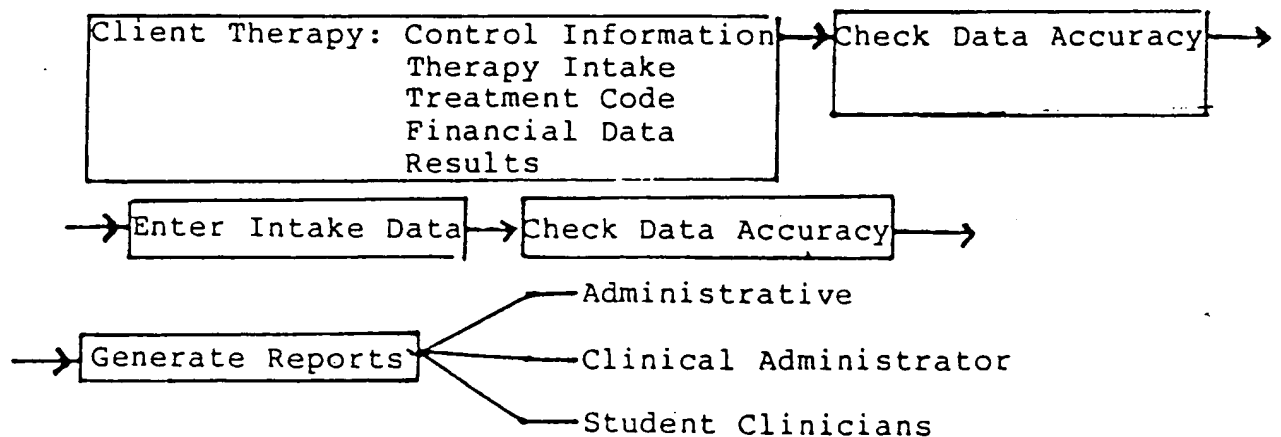 Client Therapy: Control Information
Therapy Intake
Treatment Code
Financial Data
Results
Check Data Accuracy
Enter Intake Data
Check Data Accuracy
Generate Reports
Administrative
Clinical Administrator
Student Clinicians